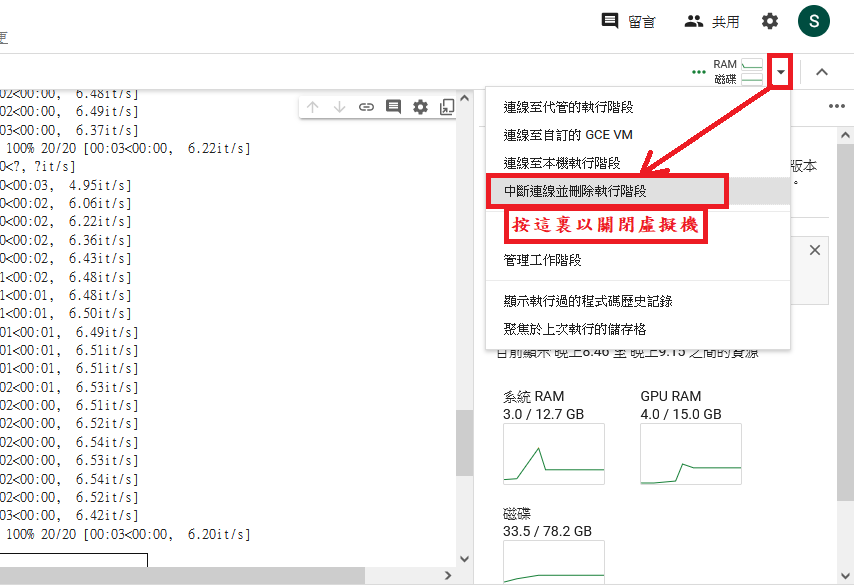 留言
共用
S
更
RAM
磁碟
02<00:00, 6.48it/s]
02<00:00, 6.49it/s]
03<00:00, 6.37it/s]
100% 20/20 [00:03<00:00, 6.22it/s]
0<?, ?it/s]
0<00:03, 4.95it/s]
0<00:02, 6.06it/s]
0<00:02, 6.22it/s]
0<00:02, 6.36it/s]
0<00:02, 6.43it/s]
1<00:02, 6.48it/s]
1<00:01, 6.48it/s]
1<00:01, 6.50it/s]
01<00:01, 6.49it/s]
01<00:01, 6.51it/s]
01<00:01, 6.51it/s]
01<00:01, 6.53it/s]
02<00:00, 6.51it/s]
02<00:00, 6.52it/s]
02<00:00, 6.54it/s]
02<00:00, 6.53it/s]
02<00:00, 6.54it/s]
02<00:00, 6.52it/s]
03<00:00, 6.42it/s]
100% 20/20 [00:03<00:00, 6.20it/s]
連線至代管的執行階段
連線至自訂的 GCE VM
連線至本機執行階段
中斷連線並刪除執行階段
按這裏以關閉虛擬機
管理工作階段
顯示執行過的程式碼歷史記錄
聚焦於上次執行的儲存格
版本
。
目前顯示 晚上8:46 至 晚上9:15 之間的資源
系統 RAM
3.0 / 12.7 GB
GPU RAM
4.0 / 15.0 GB
磁碟
33.5 / 78.2 GB